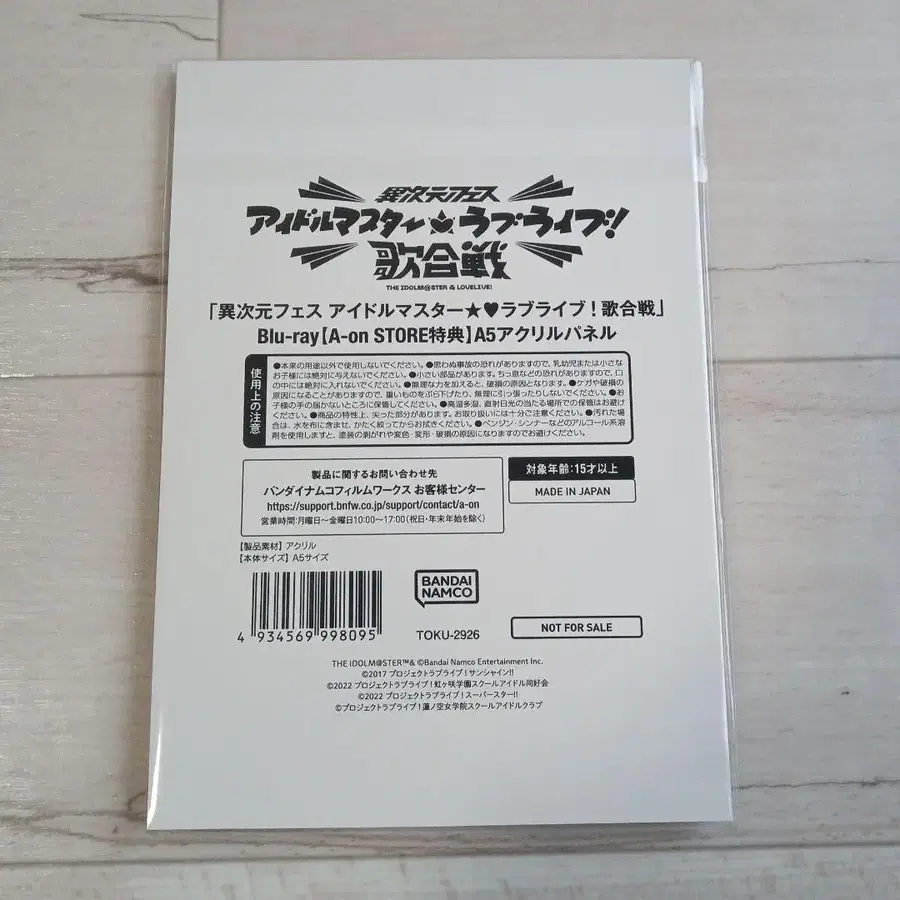 異次元フェス
アイドルマスター★♥ラブライブ!
歌合戦
THE IDOLM@STER & LOVELIVE!
「異次元フェス アイドルマスター★♥ラブライブ!歌合戦」
Blu-ray【A-on STORE特典】A5アクリルパネル
使用上の注意
●本来の用途以外で使用しないでください。●思わぬ事故の恐れがありますので、乳幼児または小さな
お子様には絶対に与えないでください。●小さい部品があります。ちっ息などの恐れがありますので、口
の中には絶対に入れないでください。●無理な力を加えると、破損の原因となります。●ケガや破損の
原因になることがありますので、重いものをぶら下げたり、無理に引っ張ったりしないでください。●お
子様の手の届かないところに保管してください。●高湿多湿、直射日光の当たる場所での保管はお避け
ください。●商品の特性上、尖った部分があります。お取り扱いには十分ご注意ください。●汚れた場
合は、水を布に含ませ、かたく絞ってからお拭きください。●ベンジン・シンナーなどのアルコール系溶
剤を使用しますと、塗装の剥がれや変色・変形・破損の原因になりますのでお避けください。
製品に関するお問い合わせ先
バンダイナムコフィルムワークス お客様センター
https://support.bnfw.co.jp/support/contact/a-on
営業時間:月曜日~金曜日10:00~17:00(祝日・年末年始を除く)
対象年齢:15才以上
MADE IN JAPAN
【製品素材】アクリル
【本体サイズ】A5サイズ
4 934569 998095
BANDAI
NAMCO
TOKU-2926
NOT FOR SALE
THE IDOLM@STER™& ©Bandai Namco Entertainment Inc.
©2017 プロジェクトラブライブ!サンシャイン!!
©2022 プロジェクトラブライブ!虹ヶ咲学園スクールアイドル同好会
©2022 プロジェクトラブライブ!スーパースター!!
©プロジェクトラブライブ!蓮ノ空女学院スクールアイドルクラブ